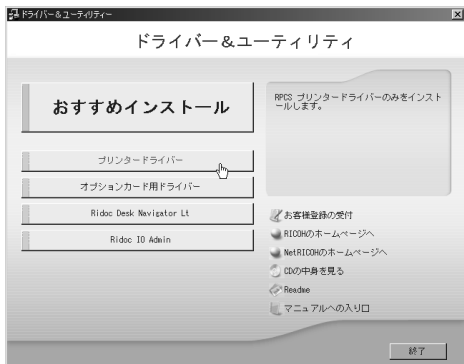 ドライバー&ユーティリティー
ドライバー&ユーティリティ
おすすめインストール
プリンタードライバー
オプションカード用ドライバー
Ridoc Desk Navigator Lt
Ridoc IO Admin
RPCS プリンタードライバーのみをインスト
ールします。
お客様登録の受付
RICOHのホームページへ
NetRICOHのホームページへ
CDの中身を見る
Readme
マニュアルへの入り口
終了